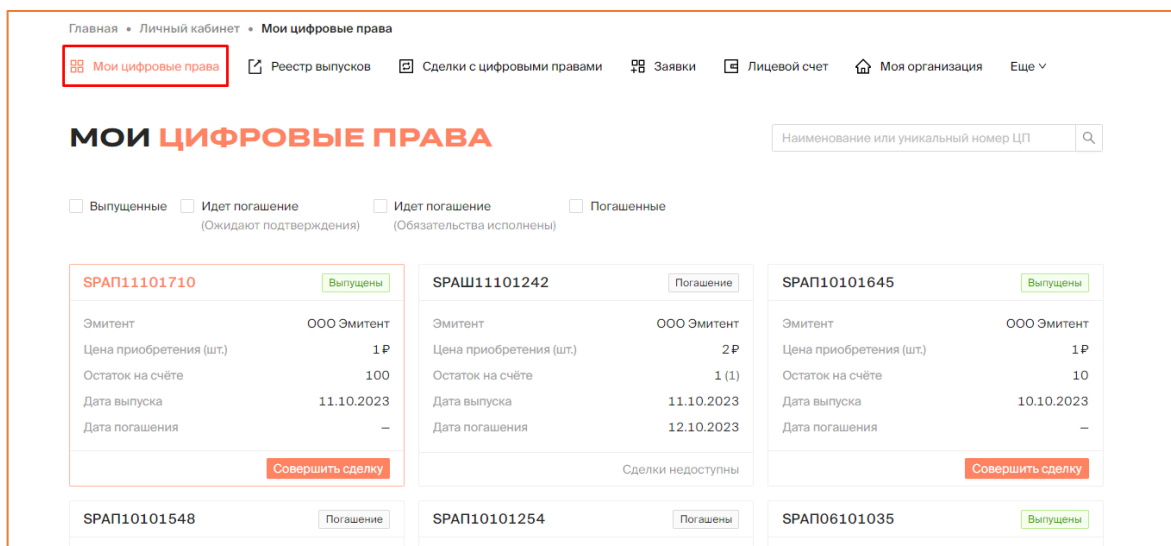 Главная • Личный кабинет • Мои цифровые права
Мои цифровые права Реестр выпусков Сделки с цифровыми правами Заявки Лицевой счет Моя организация Еще
МОИ ЦИФРОВЫЕ ПРАВА
Наименование или уникальный номер ЦП
Выпущенные Идет погашение Идет погашение Погашенные
(Ожидают подтверждения) (Обязательства исполнены)
SPAП11101710 Выпущены
Эмитент ООО Эмитент
Цена приобретения (шт.) 1 ₽
Остаток на счёте 100
Дата выпуска 11.10.2023
Дата погашения –
Совершить сделку
SPAШ11101242 Погашение
Эмитент ООО Эмитент
Цена приобретения (шт.) 2 ₽
Остаток на счёте 1 (1)
Дата выпуска 11.10.2023
Дата погашения 12.10.2023
Сделки недоступны
SPAП10101645 Выпущены
Эмитент ООО Эмитент
Цена приобретения (шт.) 1 ₽
Остаток на счёте 10
Дата выпуска 10.10.2023
Дата погашения –
Совершить сделку
SPAП10101548 Погашение
SPAП10101254 Погашены
SPAП06101035 Выпущены